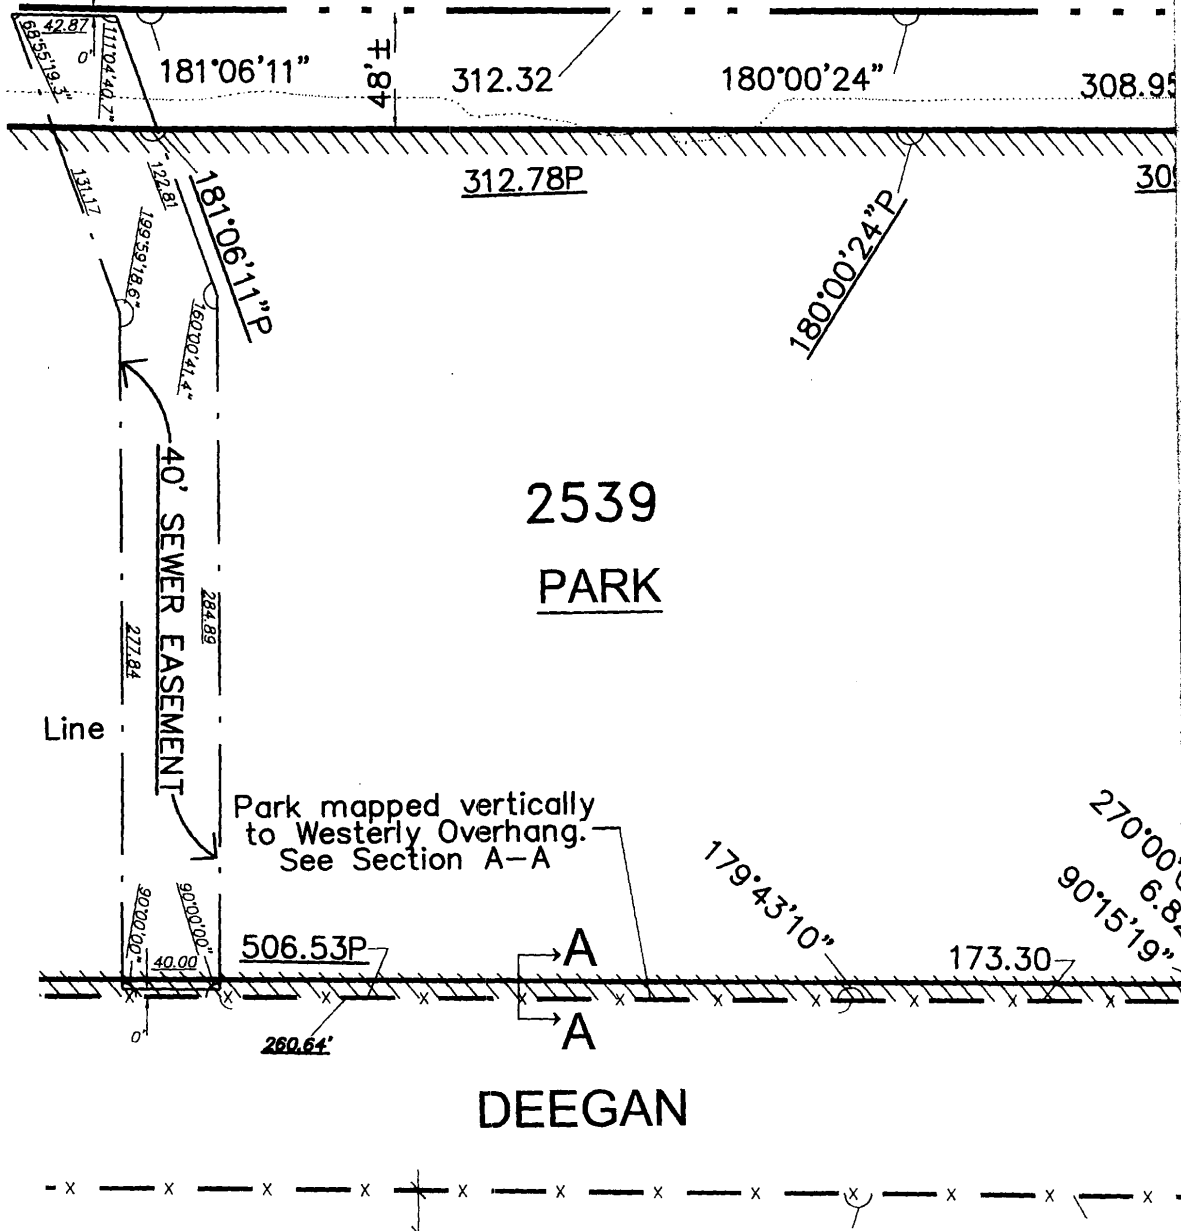 42.87
0'
68°55'19.3"
111°04'40.7"
181°06'11"
48'±
312.32
180°00'24"
308.95
131.17
122.81
181°06'11"P
312.78P
180°00'24"P
199°59'18.6"
160°00'41.4"
40' SEWER EASEMENT
2539
PARK
284.89
277.84
Line
Park mapped vertically
to Westerly Overhang.
See Section A–A
179°43'10"
6.82
90°15'19"
90°00'00"
90°00'00"
40.00
506.53P
A
173.30
A
0'
260.64'
DEEGAN